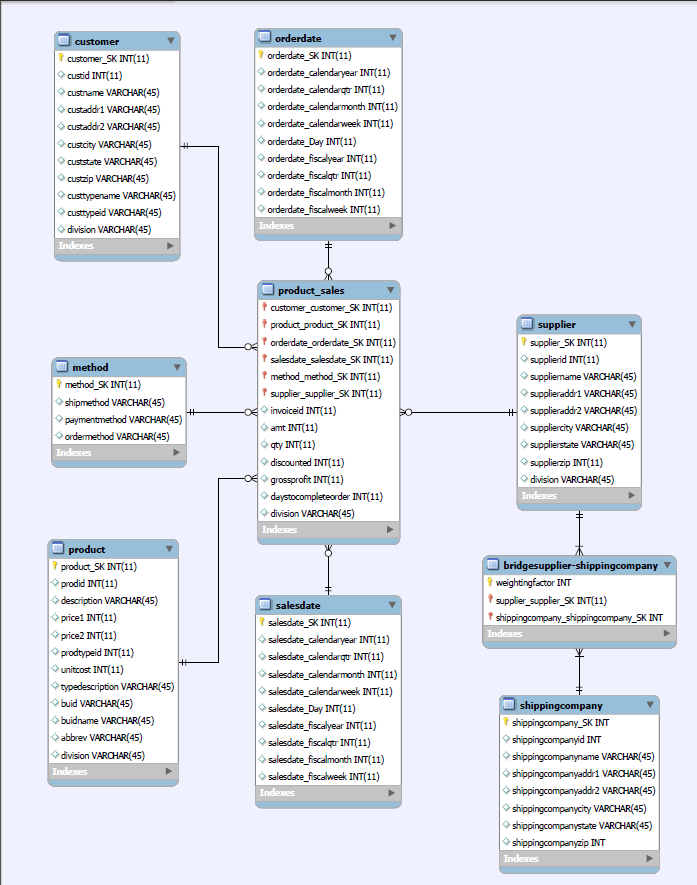 customer
customer_SK INT(11)
custid INT(11)
custname VARCHAR(45)
custaddr1 VARCHAR(45)
custaddr2 VARCHAR(45)
custcity VARCHAR(45)
custstate VARCHAR(45)
custzip VARCHAR(45)
custtypename VARCHAR(45)
custtypeid VARCHAR(45)
division VARCHAR(45)
Indexes
orderdate
orderdate_SK INT(11)
orderdate_calendaryear INT(11)
orderdate_calendarqtr INT(11)
orderdate_calendarmonth INT(11)
orderdate_calendarweek INT(11)
orderdate_Day INT(11)
orderdate_fiscalyear INT(11)
orderdate_fiscalqtr INT(11)
orderdate_fiscalmonth INT(11)
orderdate_fiscalweek INT(11)
Indexes
product_sales
customer_customer_SK INT(11)
product_product_SK INT(11)
orderdate_orderdate_SK INT(11)
salesdate_salesdate_SK INT(11)
method_method_SK INT(11)
supplier_supplier_SK INT(11)
invoiceid INT(11)
amt INT(11)
qty INT(11)
discounted INT(11)
grossprofit INT(11)
daystocompleteorder INT(11)
division VARCHAR(45)
Indexes
supplier
supplier_SK INT(11)
supplierid INT(11)
suppliername VARCHAR(45)
supplieraddr1 VARCHAR(45)
supplieraddr2 VARCHAR(45)
suppliercity VARCHAR(45)
supplierstate VARCHAR(45)
supplierzip INT(11)
division VARCHAR(45)
Indexes
method
method_SK INT(11)
shipmethod VARCHAR(45)
paymentmethod VARCHAR(45)
ordermethod VARCHAR(45)
Indexes
product
product_SK INT(11)
prodid INT(11)
description VARCHAR(45)
price1 INT(11)
price2 INT(11)
prodtypeid INT(11)
unitcost INT(11)
typedescription VARCHAR(45)
buid VARCHAR(45)
buidname VARCHAR(45)
abbrev VARCHAR(45)
division VARCHAR(45)
Indexes
salesdate
salesdate_SK INT(11)
salesdate_calendaryear INT(11)
salesdate_calendarqtr INT(11)
salesdate_calendarmonth INT(11)
salesdate_calendarweek INT(11)
salesdate_Day INT(11)
salesdate_fiscalyear INT(11)
salesdate_fiscalqtr INT(11)
salesdate_fiscalmonth INT(11)
salesdate_fiscalweek INT(11)
Indexes
bridgesupplier-shippingcompany
weightingfactor INT
supplier_supplier_SK INT(11)
shippingcompany_shippingcompany_SK INT
Indexes
shippingcompany
shippingcompany_SK INT
shippingcompanyid INT
shippingcompanyname VARCHAR(45)
shippingcompanyaddr1 VARCHAR(45)
shippingcompanyaddr2 VARCHAR(45)
shippingcompanycity VARCHAR(45)
shippingcompanystate VARCHAR(45)
shippingcompanyzip INT
Indexes